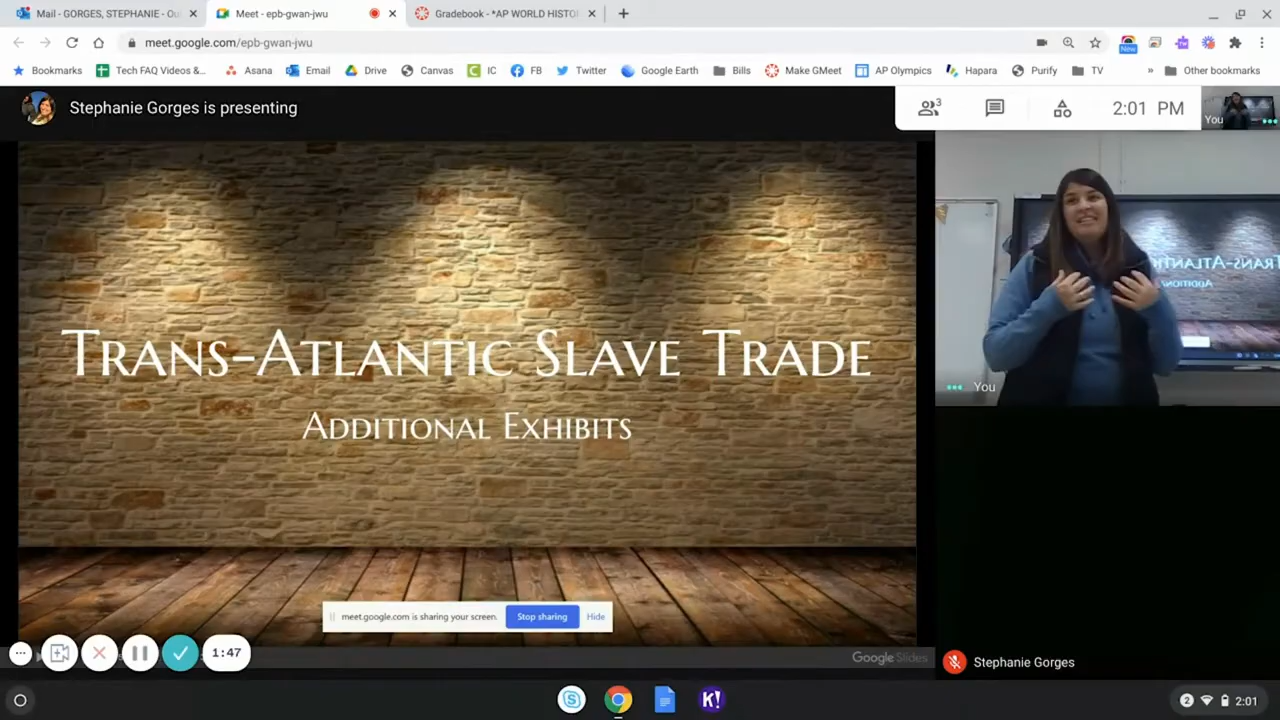 Mail - GORGES, STEPHANIE - Ou
Meet - epb-gwan-jwu
Gradebook - *AP WORLD HISTO
meet.google.com/epb-gwan-jwu
New
Bookmarks
Tech FAQ Videos &...
Asana
Email
Drive
Canvas
IC
FB
Twitter
Google Earth
Bills
Make GMeet
AP Olympics
Hapara
Purify
TV
»
Other bookmarks
Stephanie Gorges is presenting
3
2:01 PM
You
TRANS-ATLANTIC SLAVE TRADE
ADDITIONAL EXHIBITS
You
meet.google.com is sharing your screen.
Stop sharing
Hide
1:47
Google Slides
Stephanie Gorges
K!
2
2:01